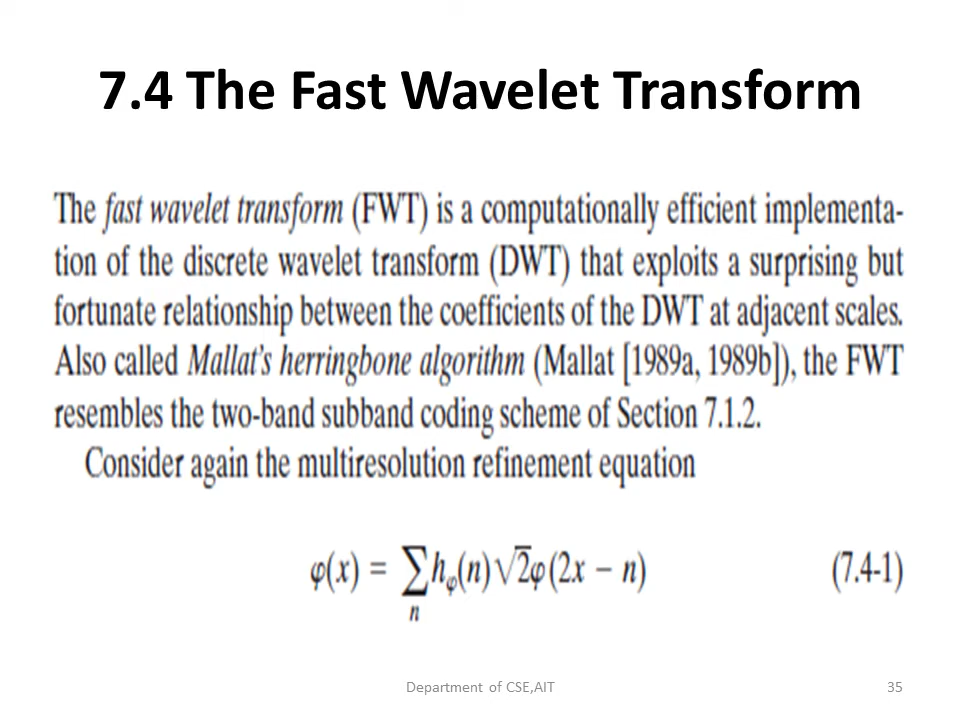 7.4 The Fast Wavelet Transform
The fast wavelet transform (FWT) is a computationally efficient implementa-
tion of the discrete wavelet transform (DWT) that exploits a surprising but
fortunate relationship between the coefficients of the DWT at adjacent scales.
Also called Mallat's herringbone algorithm (Mallat [1989a, 1989b]), the FWT
resembles the two-band subband coding scheme of Section 7.1.2.
Consider again the multiresolution refinement equation
φ(x) = ∑ₙ hᵩ(n)√2φ(2x − n) (7.4-1)
Department of CSE,AIT 35